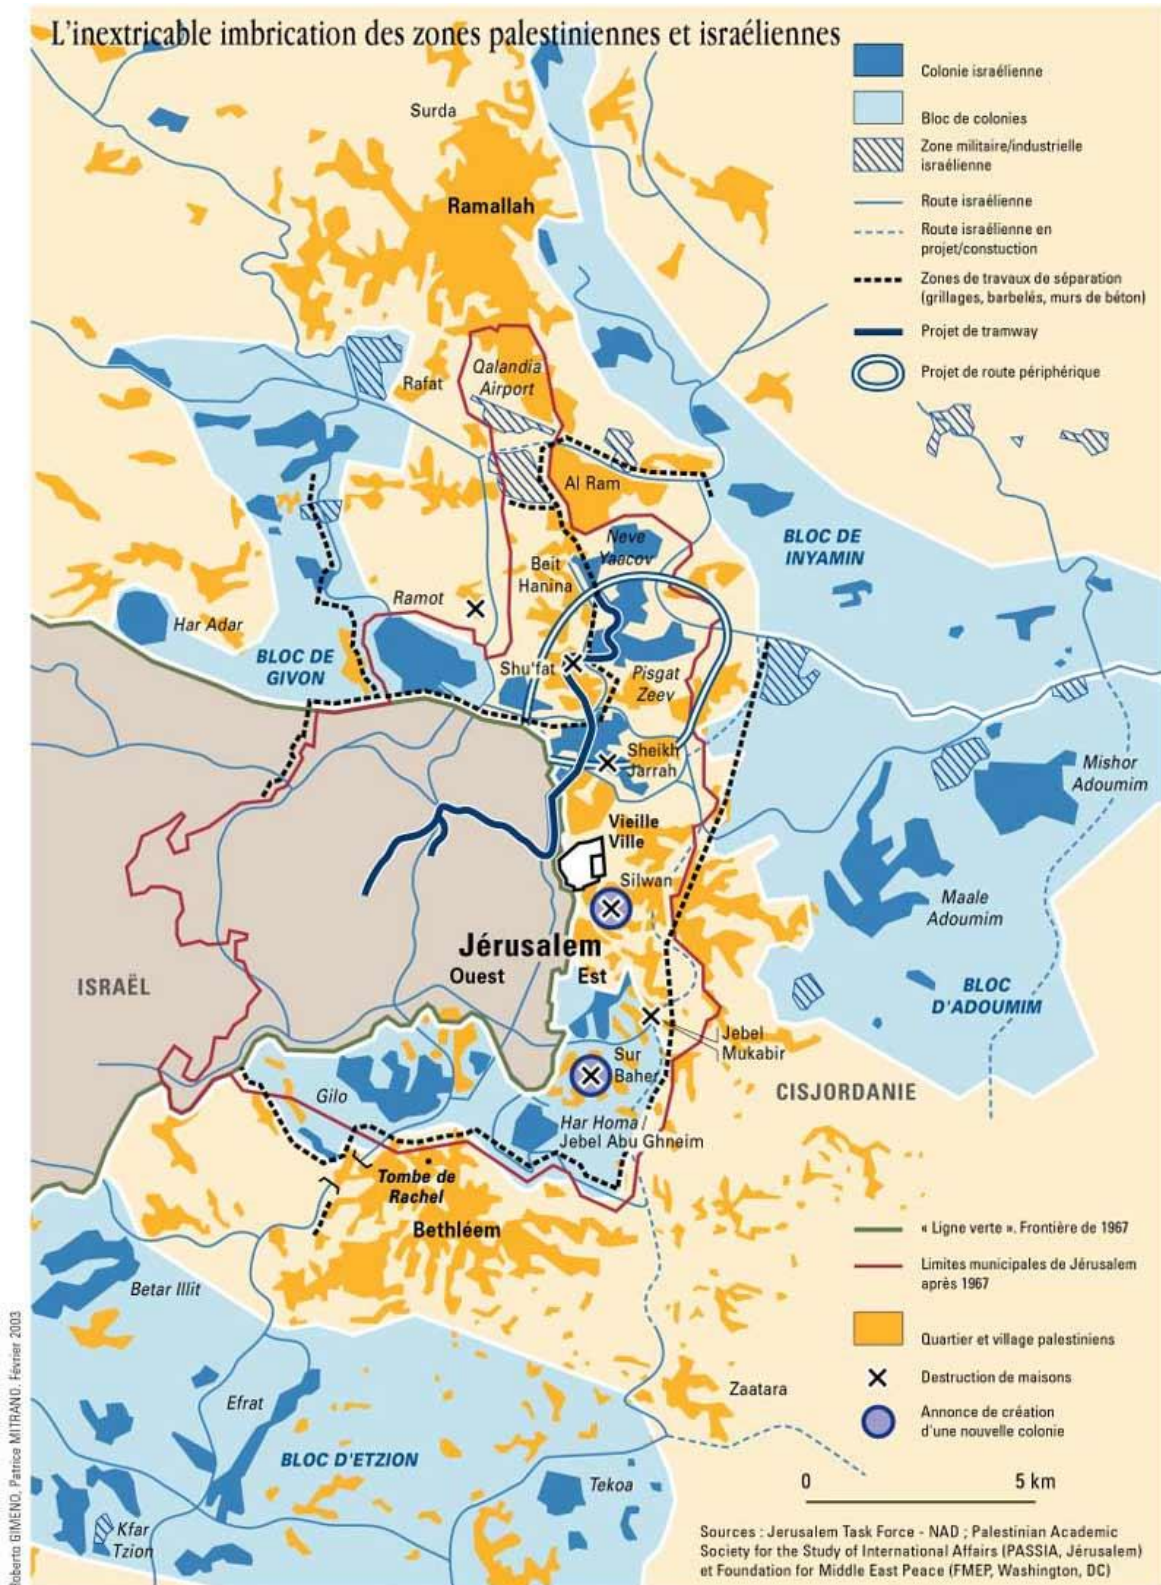 L'inextricable imbrication des zones palestiniennes et israéliennes
Colonie israélienne
Bloc de colonies
Zone militaire/industrielle
israélienne
Route israélienne
Route israélienne en
projet/constuction
Zones de travaux de séparation
(grillages, barbelés, murs de béton)
Projet de tramway
Projet de route périphérique
Surda
Ramallah
Qalandia
Airport
Rafat
Al Ram
BLOC DE
INYAMIN
Neve
Yaacov
Beit
Hanina
Ramot
Har Adar
BLOC DE
GIVON
Shu'fat
Pisgat
Zeev
Sheikh
Jarrah
Mishor
Adoumim
Vieille
Ville
Silwan
Maale
Adoumim
Jérusalem
Ouest
Est
ISRAËL
BLOC
D'ADOUMIM
Jebel
Mukabir
Sur
Baher
CISJORDANIE
Gilo
Har Homa /
Jebel Abu Ghneim
Tombe de
Rachel
Bethléem
« Ligne verte ». Frontière de 1967
Limites municipales de Jérusalem
après 1967
Betar Illit
Quartier et village palestiniens
Destruction de maisons
Zaatara
Annonce de création
d'une nouvelle colonie
Efrat
BLOC D'ETZION
Tekoa
0 5 km
Kfar
Tzion
Sources : Jerusalem Task Force - NAD ; Palestinian Academic
Society for the Study of International Affairs (PASSIA, Jérusalem)
et Foundation for Middle East Peace (FMEP, Washington, DC)
Roberto GIMENO, Patrice MITRANO. Février 2003